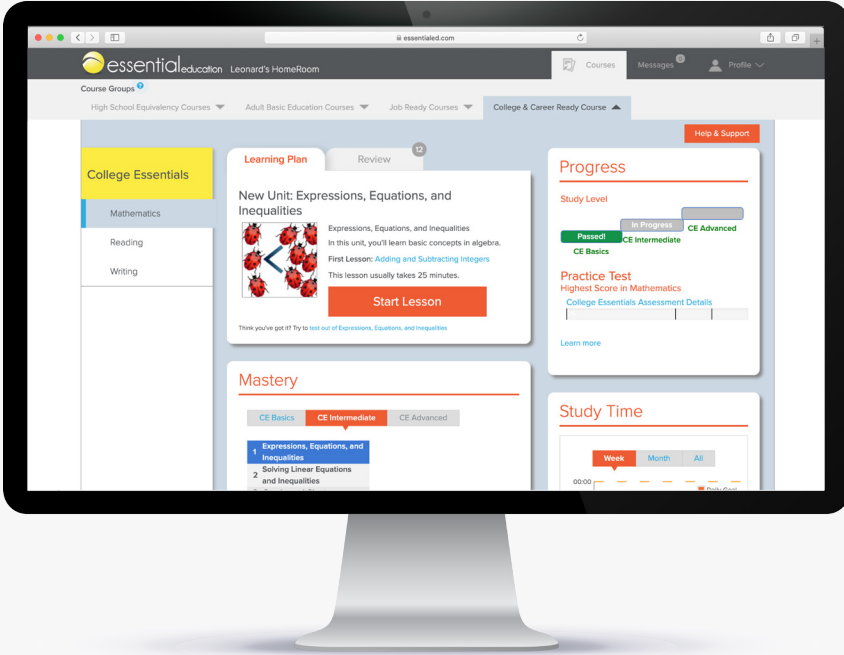 essentialed.com
essential education Leonard's HomeRoom
Courses
Messages 0
Profile
Course Groups ?
High School Equivalency Courses
Adult Basic Education Courses
Job Ready Courses
College & Career Ready Course
Help & Support
College Essentials
Mathematics
Reading
Writing
Learning Plan
Review
12
New Unit: Expressions, Equations, and
Inequalities
Expressions, Equations, and Inequalities
In this unit, you'll learn basic concepts in algebra.
First Lesson: Adding and Subtracting Integers
This lesson usually takes 25 minutes.
Start Lesson
Think you've got it? Try to test out of Expressions, Equations, and Inequalities
Mastery
CE Basics
CE Intermediate
CE Advanced
1 Expressions, Equations, and
Inequalities
2 Solving Linear Equations
and Inequalities
Progress
Study Level
Passed!
In Progress
CE Basics
CE Intermediate
CE Advanced
Practice Test
Highest Score in Mathematics
College Essentials Assessment Details
Learn more
Study Time
Week
Month
All
00:00
Daily Goal